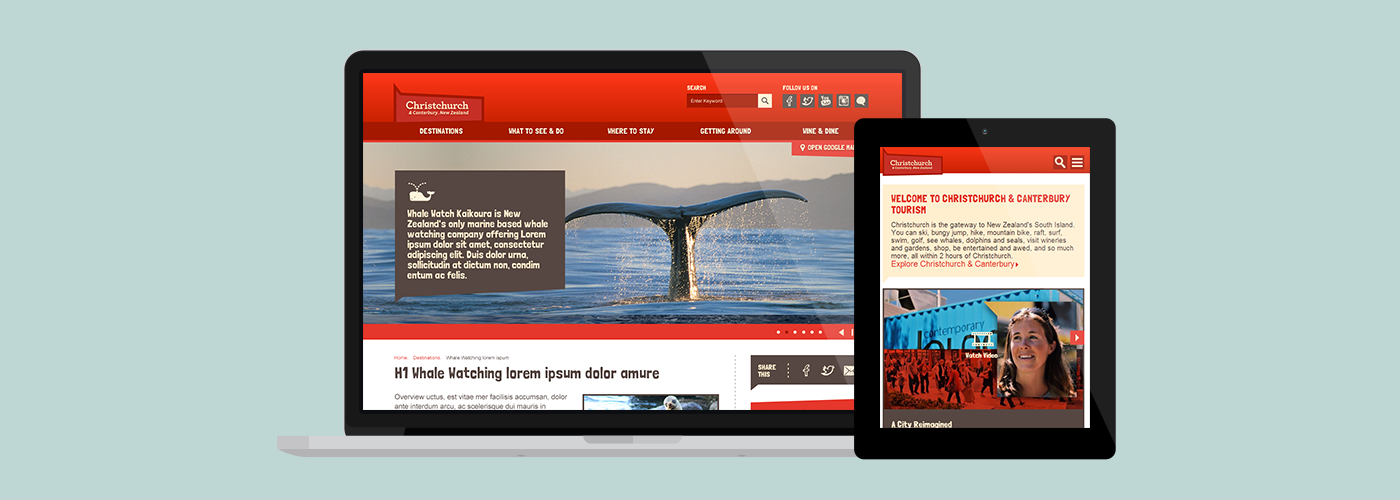 SEARCH
FOLLOW US ON
Christchurch
& Canterbury, New Zealand
Enter Keyword
You
DESTINATIONS
WHAT TO SEE & DO
WHERE TO STAY
GETTING AROUND
WINE & DINE
OPEN GOOGLE MA
Whale Watch Kaikoura is New
Zealand's only marine based whale
watching company offering Lorem
ipsum dolor sit amet, consectetur
adipiscing elit. Duis dolor urna,
sollicitudin at dictum non, condim
entum ac felis.
Home
Destinations
Whale Watching lorem ispum
H1 Whale Watching lorem ipsum dolor amure
Overview uctus, est vitae mer facilisis accumsan, dolor
ante interdum arcu, ac scelerisque dui mauris in
SHARE
THIS
Christchurch
& Canterbury, New Zealand
WELCOME TO CHRISTCHURCH & CANTERBURY
TOURISM
Christchurch is the gateway to New Zealand's South Island.
You can ski, bungy jump, hike, mountain bike, raft, surf,
swim, golf, see whales, dolphins and seals, visit wineries
and gardens, shop, be entertained and awed, and so much
more, all within 2 hours of Christchurch.
Explore Christchurch & Canterbury
contemporary
Watch Video
A City Reimagined